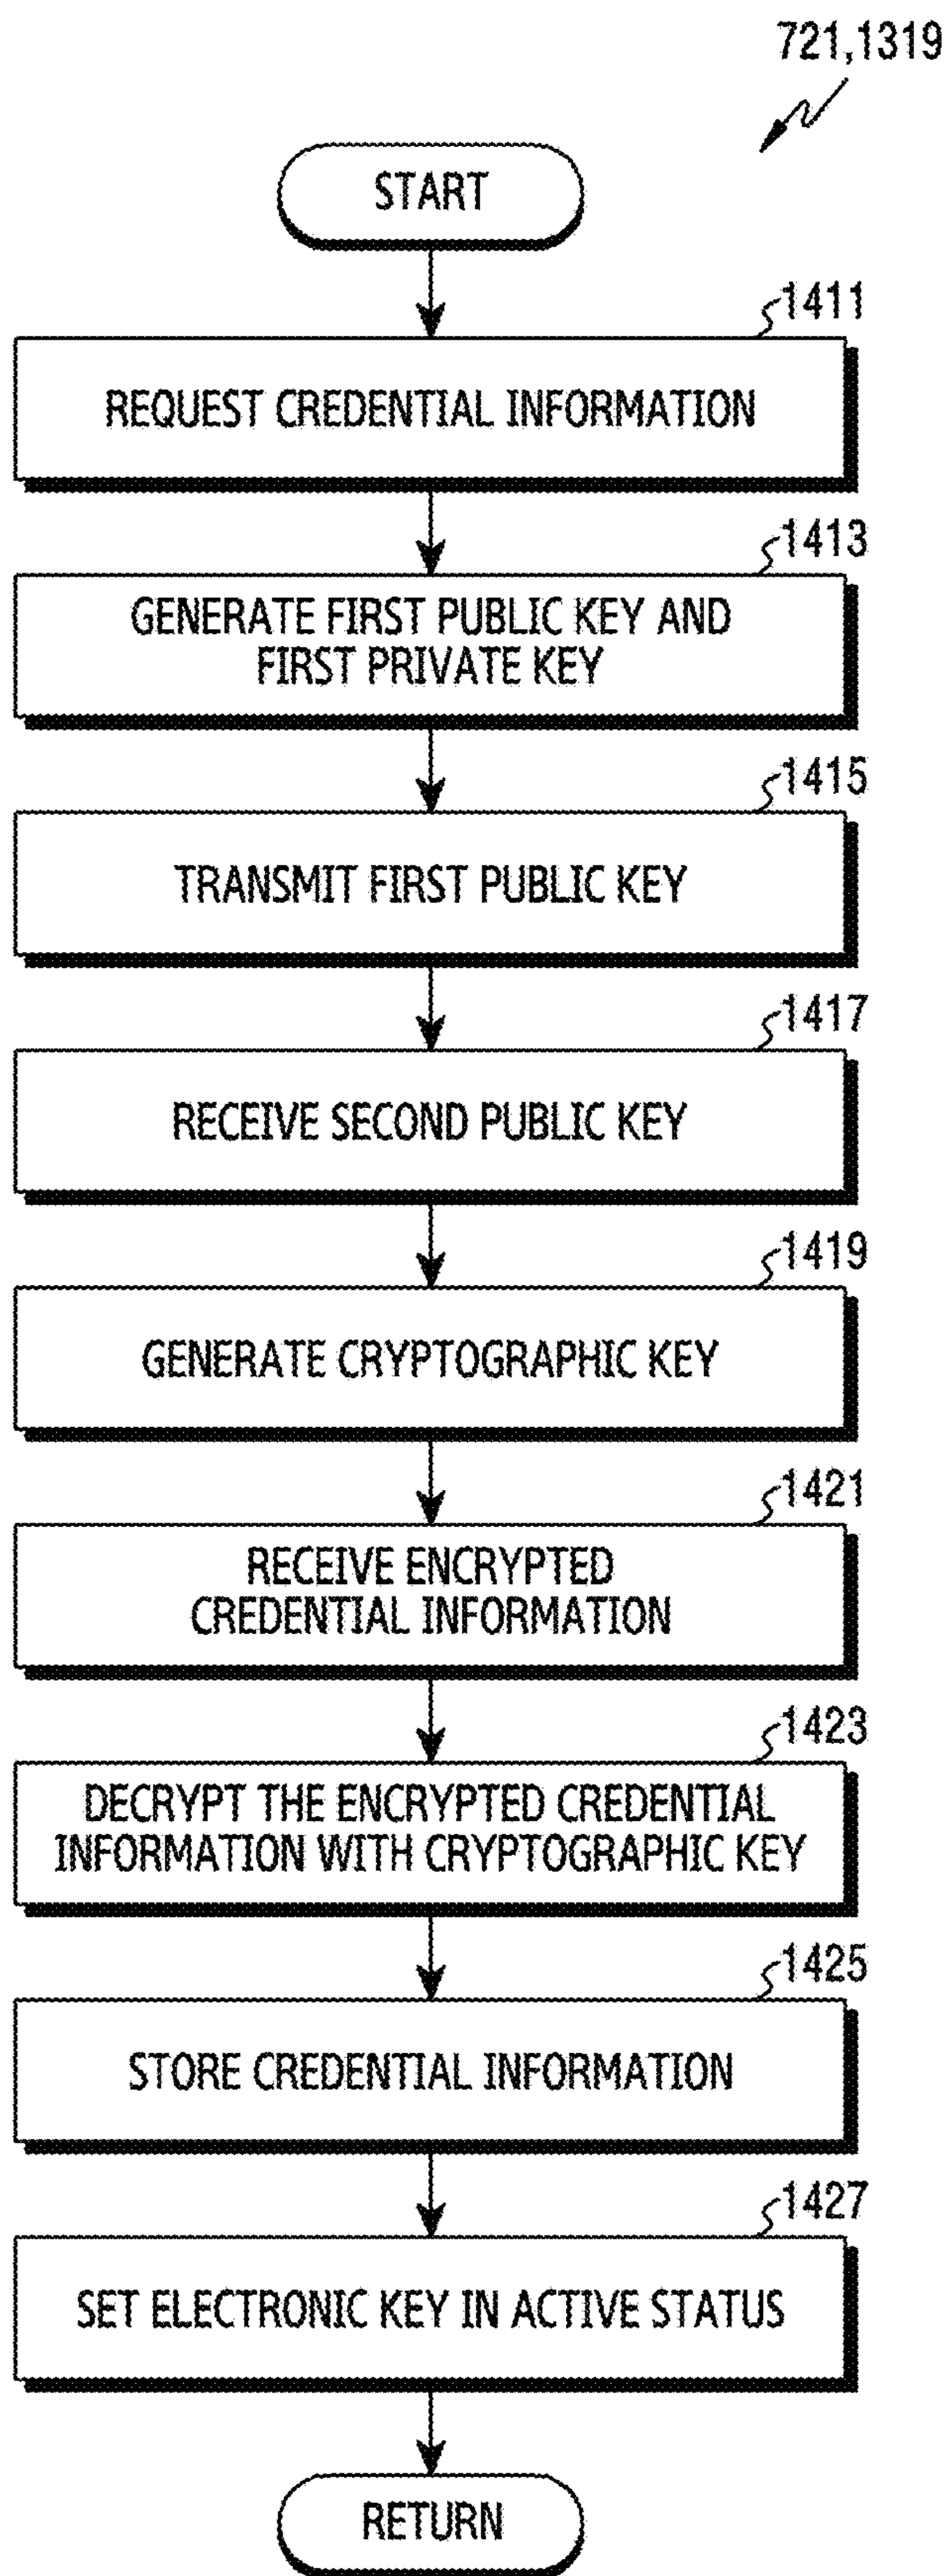 721,1319
START
1411
REQUEST CREDENTIAL INFORMATION
1413
GENERATE FIRST PUBLIC KEY AND
FIRST PRIVATE KEY
1415
TRANSMIT FIRST PUBLIC KEY
1417
RECEIVE SECOND PUBLIC KEY
1419
GENERATE CRYPTOGRAPHIC KEY
1421
RECEIVE ENCRYPTED
CREDENTIAL INFORMATION
1423
DECRYPT THE ENCRYPTED CREDENTIAL
INFORMATION WITH CRYPTOGRAPHIC KEY
1425
STORE CREDENTIAL INFORMATION
1427
SET ELECTRONIC KEY IN ACTIVE STATUS
RETURN